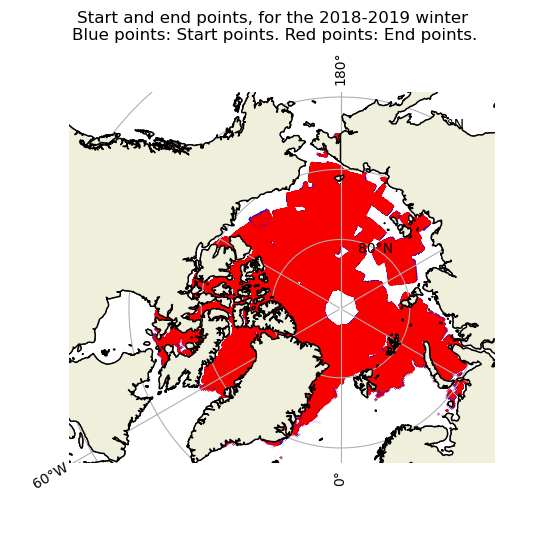 Start and end points, for the 2018-2019 winter
Blue points: Start points. Red points: End points.
180°
80°N
60°W
0°